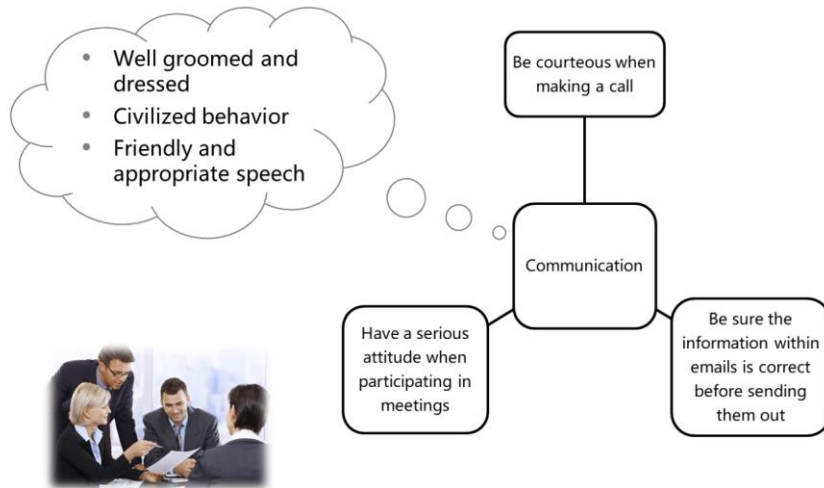 • Well groomed and
dressed
• Civilized behavior
• Friendly and
appropriate speech
Be courteous when
making a call
Communication
Have a serious
attitude when
participating in
meetings
Be sure the
information within
emails is correct
before sending
them out